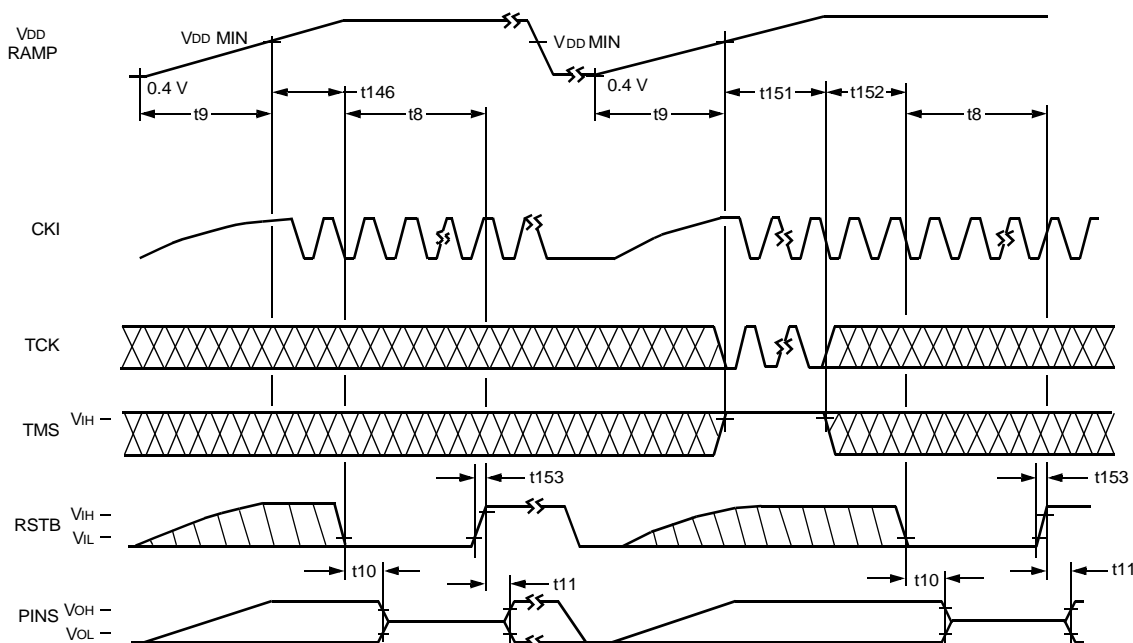 VDD
RAMP
VDD MIN
VDD MIN
0.4 V
0.4 V
t146
t151
t152
t9
t8
t9
t8
CKI
TCK
VIH
TMS
t153
t153
RSTB
VIH
VIL
t10
t11
t10
t11
PINS
VOH
VOL